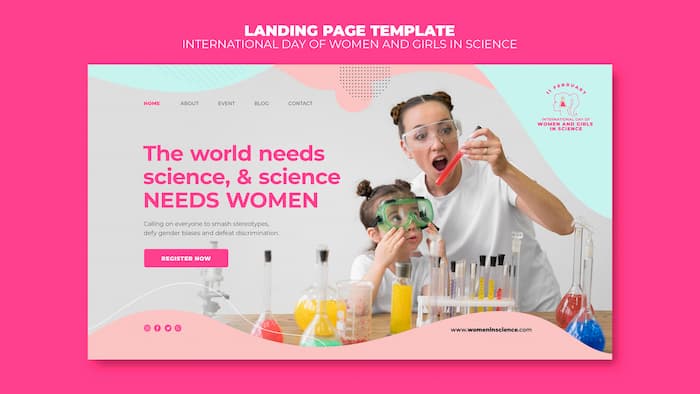 LANDING PAGE TEMPLATE
INTERNATIONAL DAY OF WOMEN AND GIRLS IN SCIENCE
HOME
ABOUT
EVENT
BLOG
CONTACT
11 FEBRUARY
INTERNATIONAL DAY OF
WOMEN AND GIRLS
IN SCIENCE
The world needs
science, & science
NEEDS WOMEN
Calling on everyone to smash stereotypes,
defy gender biases and defeat discrimination.
REGISTER NOW
www.womeninscience.com